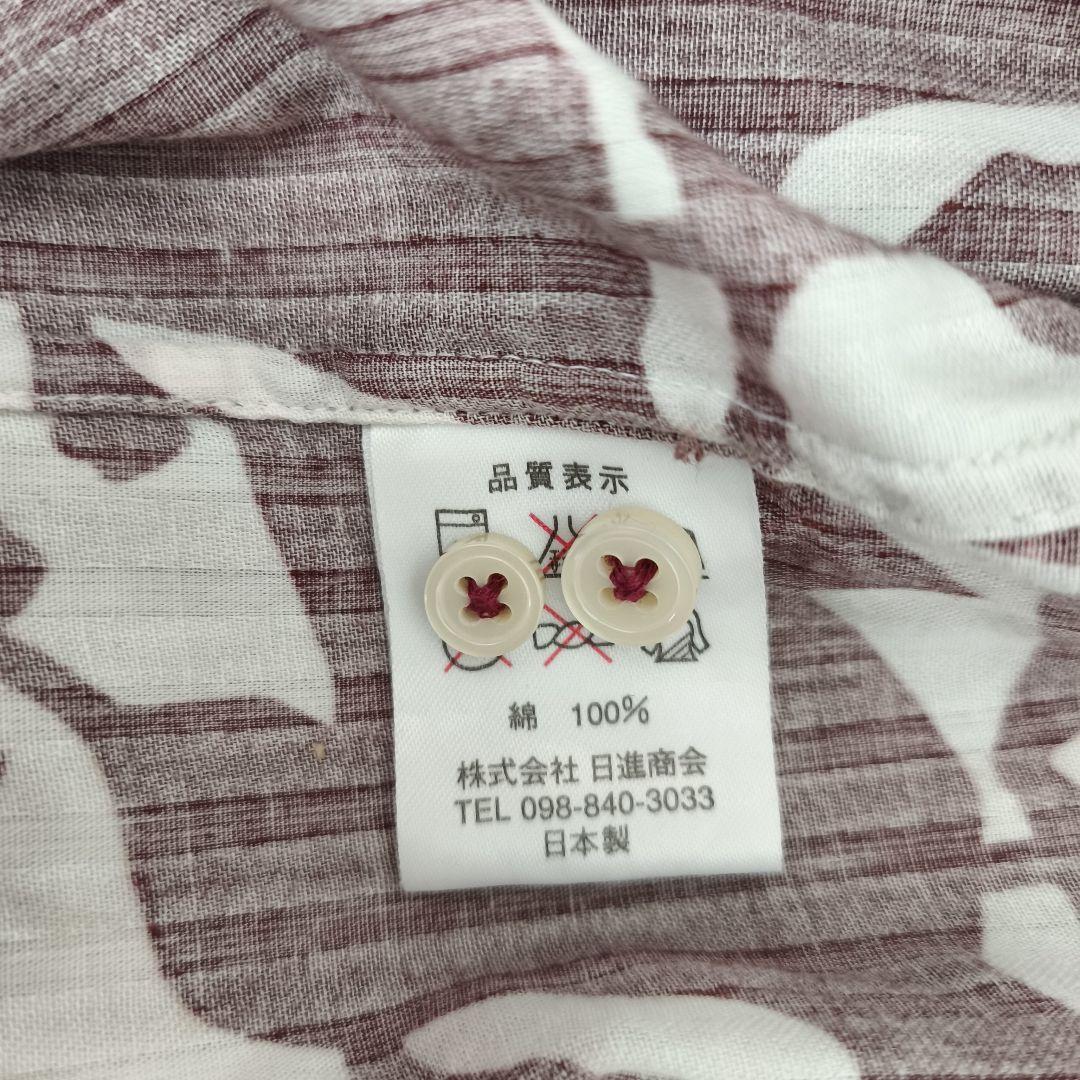 品質表示
綿 100%
株式会社 日進商会
TEL 098-840-3033
日本製